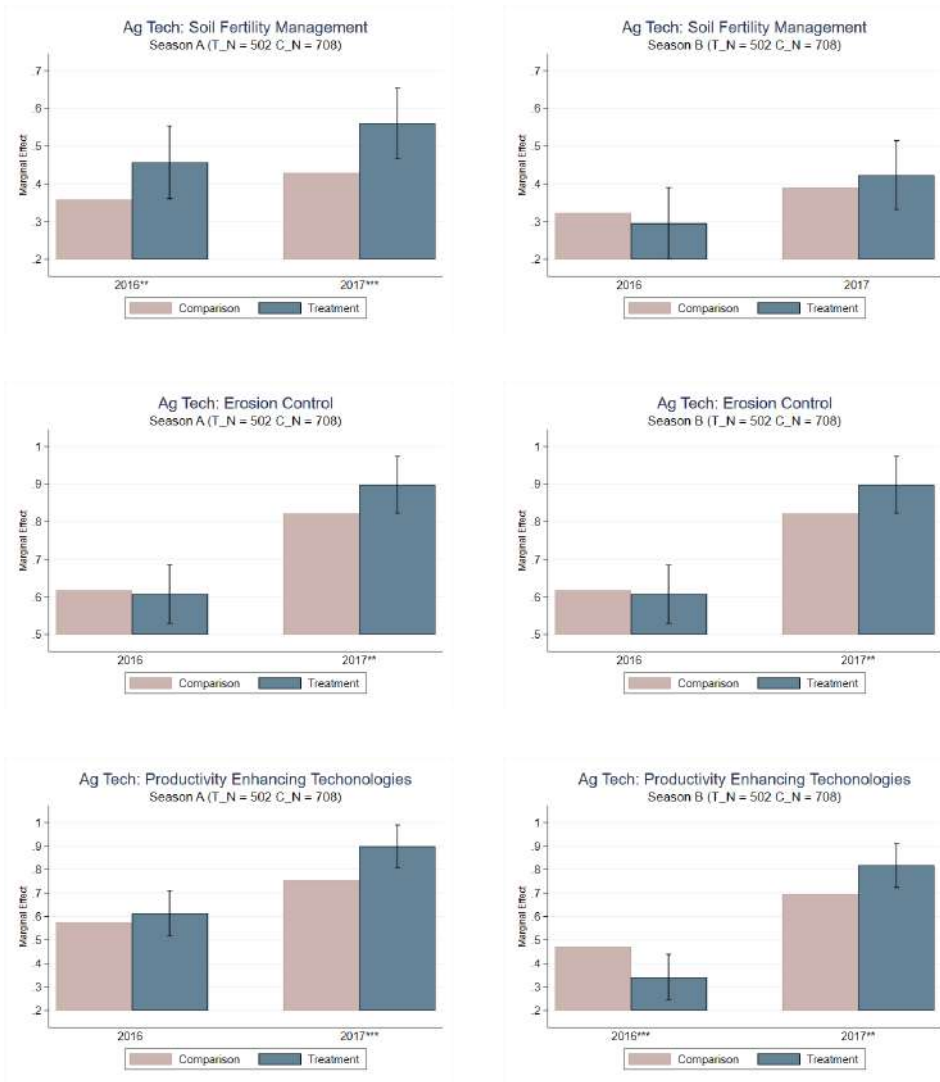 Ag Tech: Soil Fertility Management
Season A (T_N = 502 C_N = 708)
Marginal Effect
.7
.6
.5
.4
.3
.2
2016**
2017***
Comparison
Treatment
Ag Tech: Soil Fertility Management
Season B (T_N = 502 C_N = 708)
Marginal Effect
.7
.6
.5
.4
.3
.2
2016
2017
Comparison
Treatment
Ag Tech: Erosion Control
Season A (T_N = 502 C_N = 708)
Marginal Effect
1
.9
.8
.7
.6
.5
2016
2017**
Comparison
Treatment
Ag Tech: Erosion Control
Season B (T_N = 502 C_N = 708)
Marginal Effect
1
.9
.8
.7
.6
.5
2016
2017**
Comparison
Treatment
Ag Tech: Productivity Enhancing Techonologies
Season A (T_N = 502 C_N = 708)
Marginal Effect
1
.9
.8
.7
.6
.5
.4
.3
.2
2016
2017***
Comparison
Treatment
Ag Tech: Productivity Enhancing Techonologies
Season B (T_N = 502 C_N = 708)
Marginal Effect
1
.9
.8
.7
.6
.5
.4
.3
.2
2016***
2017**
Comparison
Treatment